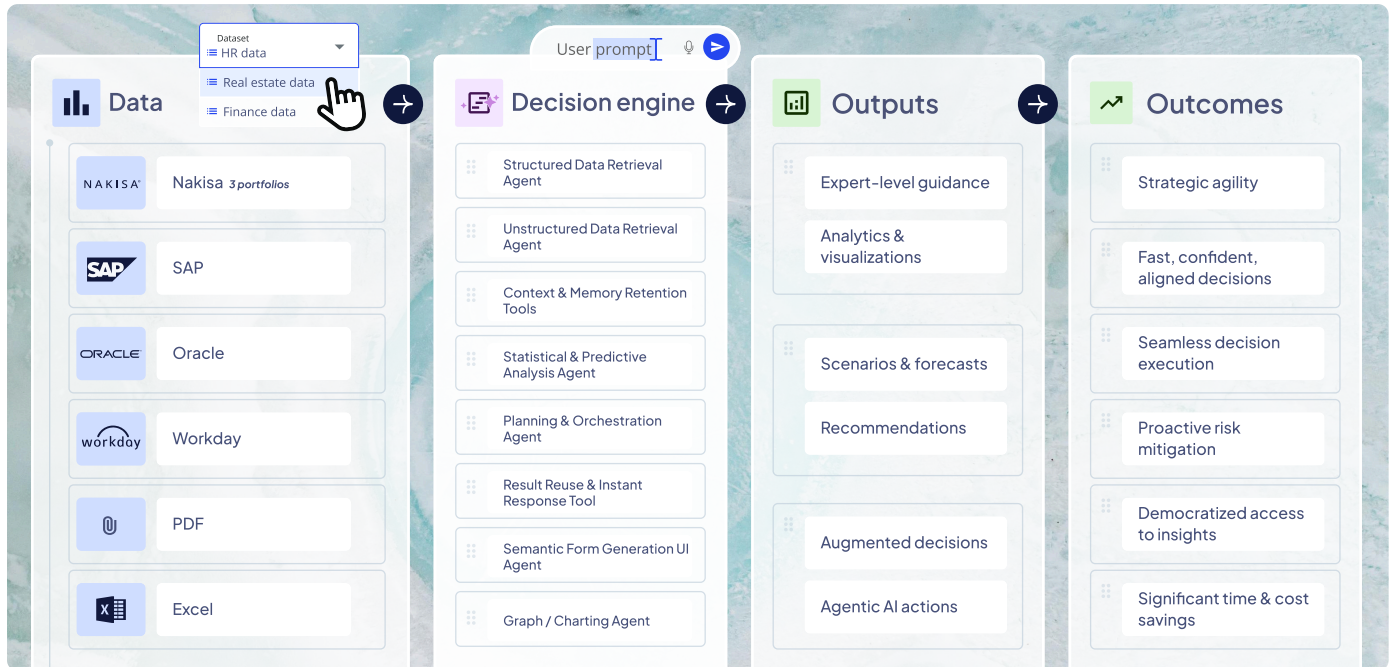 Dataset
HR data
Real estate data
Finance data
User prompt
Data
NAKISA
Nakisa 3 portfolios
SAP
SAP
ORACLE
Oracle
workday
Workday
PDF
X
Excel
Decision engine
Structured Data Retrieval
Agent
Unstructured Data Retrieval
Agent
Context & Memory Retention
Tools
Statistical & Predictive
Analysis Agent
Planning & Orchestration
Agent
Result Reuse & Instant
Response Tool
Semantic Form Generation UI
Agent
Graph / Charting Agent
Outputs
Expert-level guidance
Analytics &
visualizations
Scenarios & forecasts
Recommendations
Augmented decisions
Agentic AI actions
Outcomes
Strategic agility
Fast, confident,
aligned decisions
Seamless decision
execution
Proactive risk
mitigation
Democratized access
to insights
Significant time & cost
savings